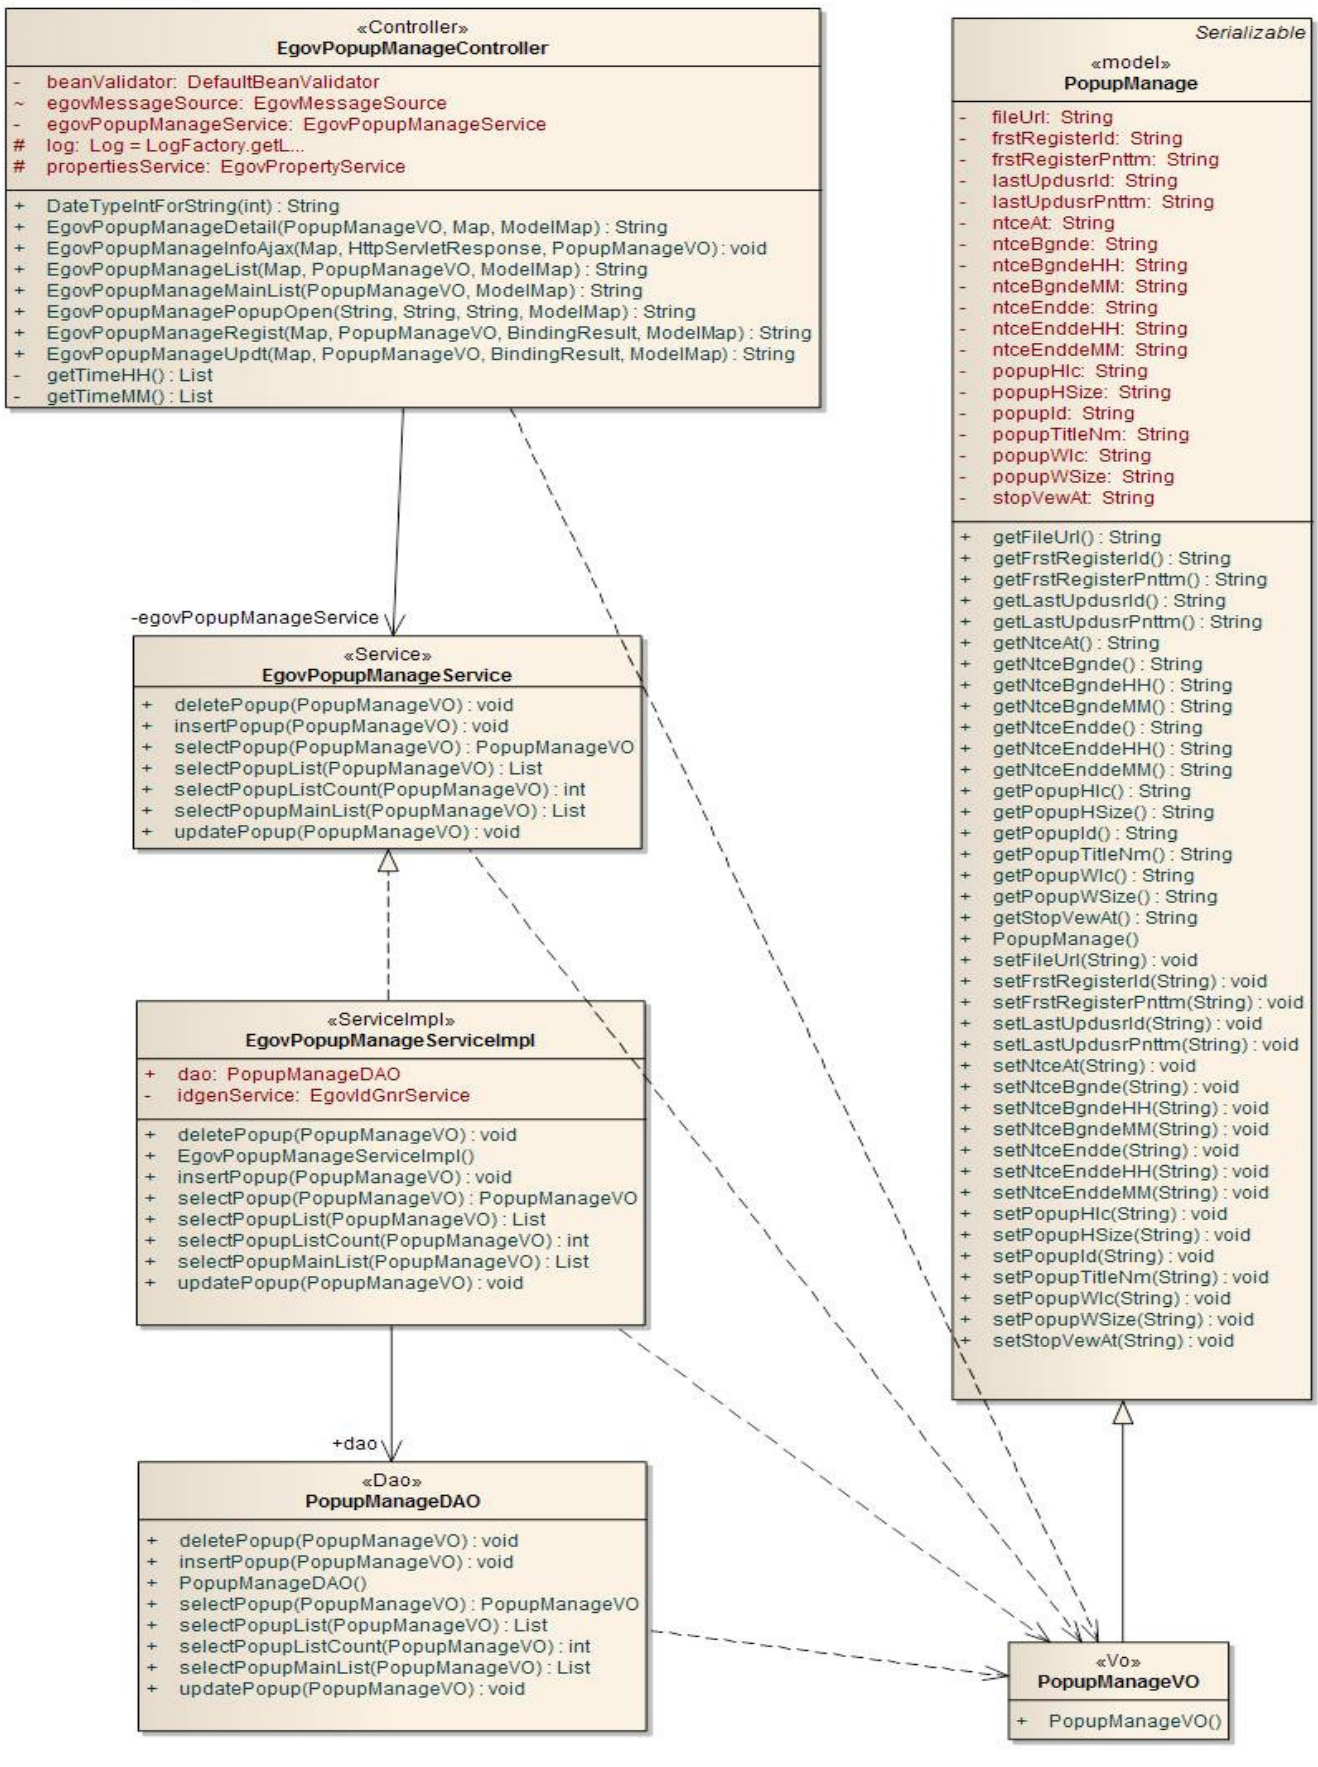 «Controller»
EgovPopupManageController
- beanValidator: DefaultBeanValidator
~ egovMessageSource: EgovMessageSource
- egovPopupManageService: EgovPopupManageService
# log: Log = LogFactory.getL...
# propertiesService: EgovPropertyService
+ DateTypeIntForString(int) : String
+ EgovPopupManageDetail(PopupManageVO, Map, ModelMap) : String
+ EgovPopupManageInfoAjax(Map, HttpServletResponse, PopupManageVO) : void
+ EgovPopupManageList(Map, PopupManageVO, ModelMap) : String
+ EgovPopupManageMainList(PopupManageVO, ModelMap) : String
+ EgovPopupManagePopupOpen(String, String, String, ModelMap) : String
+ EgovPopupManageRegist(Map, PopupManageVO, BindingResult, ModelMap) : String
+ EgovPopupManageUpdt(Map, PopupManageVO, BindingResult, ModelMap) : String
- getTimeHH() : List
- getTimeMM() : List
-egovPopupManageService
«Service»
EgovPopupManageService
+ deletePopup(PopupManageVO) : void
+ insertPopup(PopupManageVO) : void
+ selectPopup(PopupManageVO) : PopupManageVO
+ selectPopupList(PopupManageVO) : List
+ selectPopupListCount(PopupManageVO) : int
+ selectPopupMainList(PopupManageVO) : List
+ updatePopup(PopupManageVO) : void
«ServiceImpl»
EgovPopupManageServiceImpl
+ dao: PopupManageDAO
- idgenService: EgovIdGnrService
+ deletePopup(PopupManageVO) : void
+ EgovPopupManageServiceImpl()
+ insertPopup(PopupManageVO) : void
+ selectPopup(PopupManageVO) : PopupManageVO
+ selectPopupList(PopupManageVO) : List
+ selectPopupListCount(PopupManageVO) : int
+ selectPopupMainList(PopupManageVO) : List
+ updatePopup(PopupManageVO) : void
+dao
«Dao»
PopupManageDAO
+ deletePopup(PopupManageVO) : void
+ insertPopup(PopupManageVO) : void
+ PopupManageDAO()
+ selectPopup(PopupManageVO) : PopupManageVO
+ selectPopupList(PopupManageVO) : List
+ selectPopupListCount(PopupManageVO) : int
+ selectPopupMainList(PopupManageVO) : List
+ updatePopup(PopupManageVO) : void
Serializable
«model»
PopupManage
- fileUrl: String
- frstRegisterId: String
- frstRegisterPnttm: String
- lastUpdusrId: String
- lastUpdusrPnttm: String
- ntceAt: String
- ntceBgnde: String
- ntceBgndeHH: String
- ntceBgndeMM: String
- ntceEndde: String
- ntceEnddeHH: String
- ntceEnddeMM: String
- popupHlc: String
- popupHSize: String
- popupId: String
- popupTitleNm: String
- popupWlc: String
- popupWSize: String
- stopVewAt: String
+ getFileUrl() : String
+ getFrstRegisterId() : String
+ getFrstRegisterPnttm() : String
+ getLastUpdusrId() : String
+ getLastUpdusrPnttm() : String
+ getNtceAt() : String
+ getNtceBgnde() : String
+ getNtceBgndeHH() : String
+ getNtceBgndeMM() : String
+ getNtceEndde() : String
+ getNtceEnddeHH() : String
+ getNtceEnddeMM() : String
+ getPopupHlc() : String
+ getPopupHSize() : String
+ getPopupId() : String
+ getPopupTitleNm() : String
+ getPopupWlc() : String
+ getPopupWSize() : String
+ getStopVewAt() : String
+ PopupManage()
+ setFileUrl(String) : void
+ setFrstRegisterId(String) : void
+ setFrstRegisterPnttm(String) : void
+ setLastUpdusrId(String) : void
+ setLastUpdusrPnttm(String) : void
+ setNtceAt(String) : void
+ setNtceBgnde(String) : void
+ setNtceBgndeHH(String) : void
+ setNtceBgndeMM(String) : void
+ setNtceEndde(String) : void
+ setNtceEnddeHH(String) : void
+ setNtceEnddeMM(String) : void
+ setPopupHlc(String) : void
+ setPopupHSize(String) : void
+ setPopupId(String) : void
+ setPopupTitleNm(String) : void
+ setPopupWlc(String) : void
+ setPopupWSize(String) : void
+ setStopVewAt(String) : void
«Vo»
PopupManageVO
+ PopupManageVO()